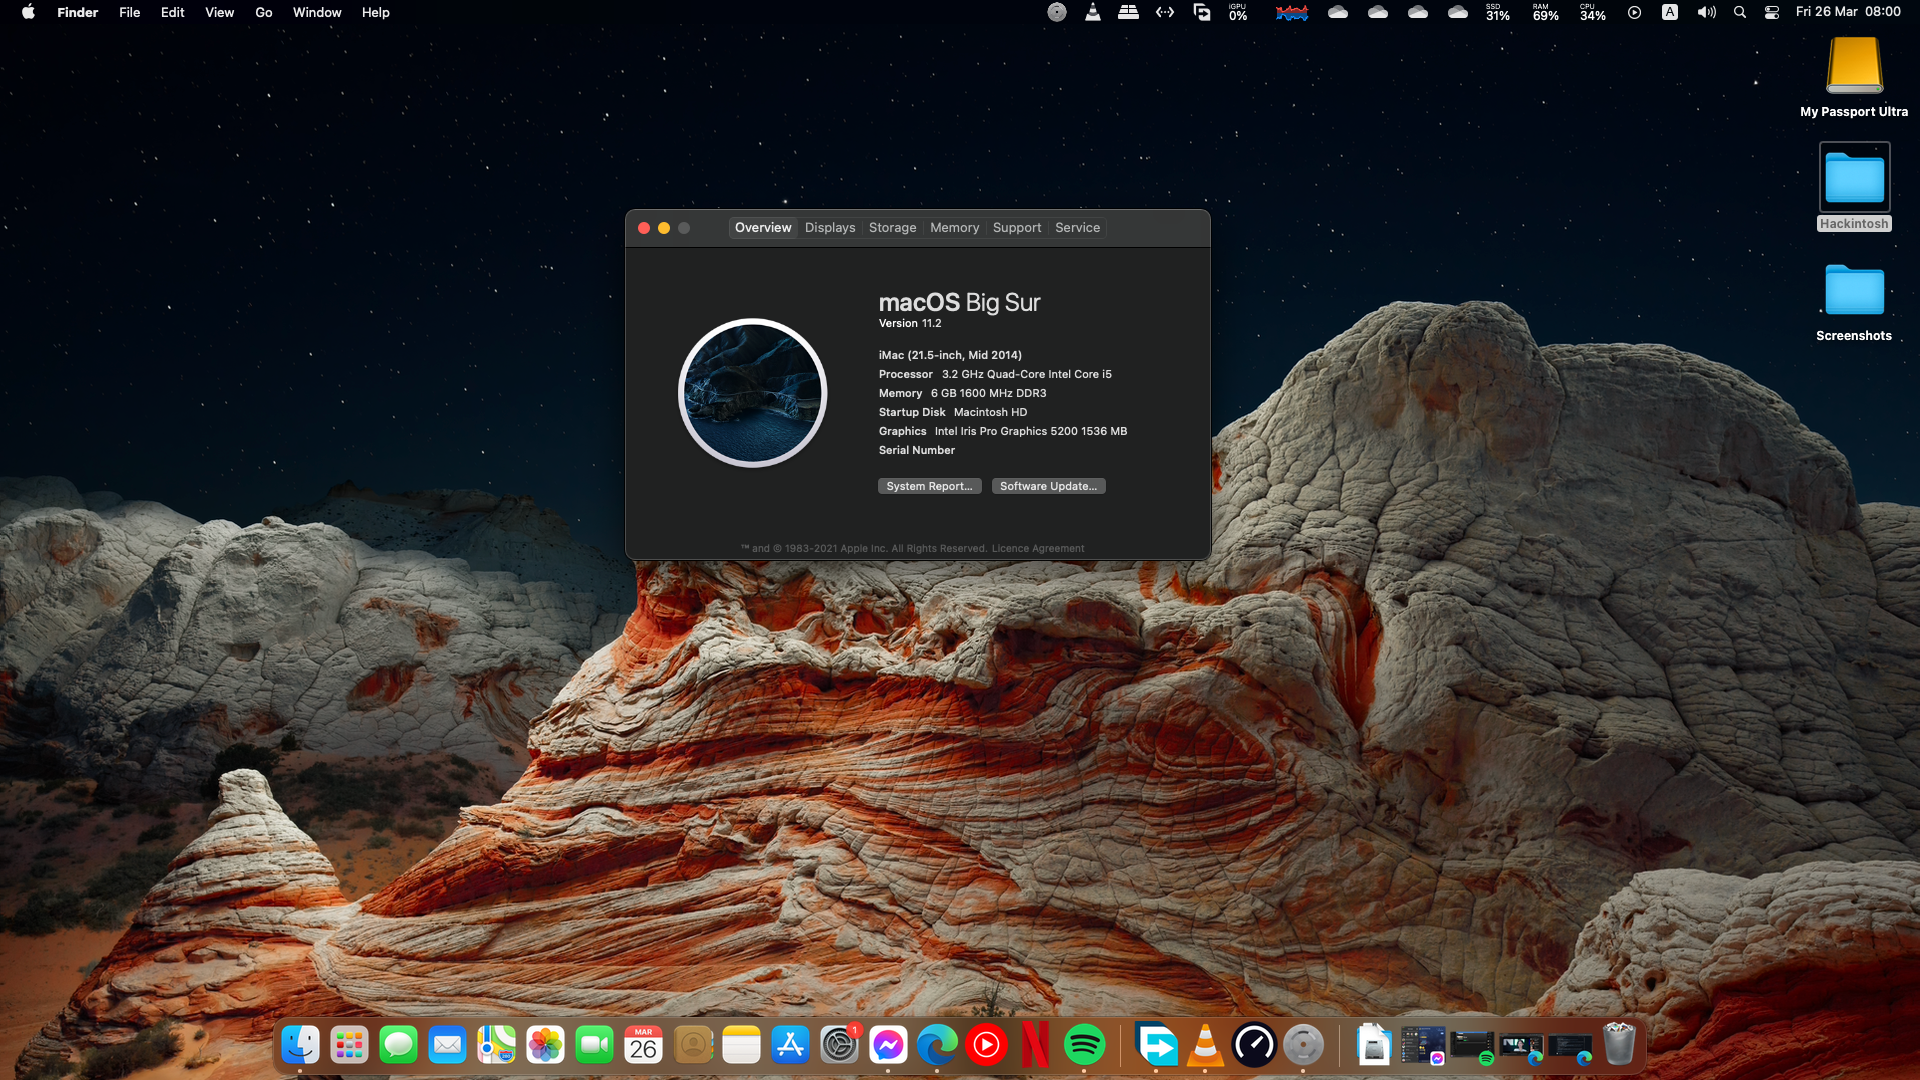 Finder File Edit View Go Window Help
iGPU 0% SSD 31% RAM 69% CPU 34% A Fri 26 Mar 08:00
My Passport Ultra
Hackintosh
Screenshots
Overview Displays Storage Memory Support Service
macOS Big Sur
Version 11.2
iMac (21.5-inch, Mid 2014)
Processor 3.2 GHz Quad-Core Intel Core i5
Memory 6 GB 1600 MHz DDR3
Startup Disk Macintosh HD
Graphics Intel Iris Pro Graphics 5200 1536 MB
Serial Number
System Report... Software Update...
™ and © 1983-2021 Apple Inc. All Rights Reserved. Licence Agreement
MAR
26
1